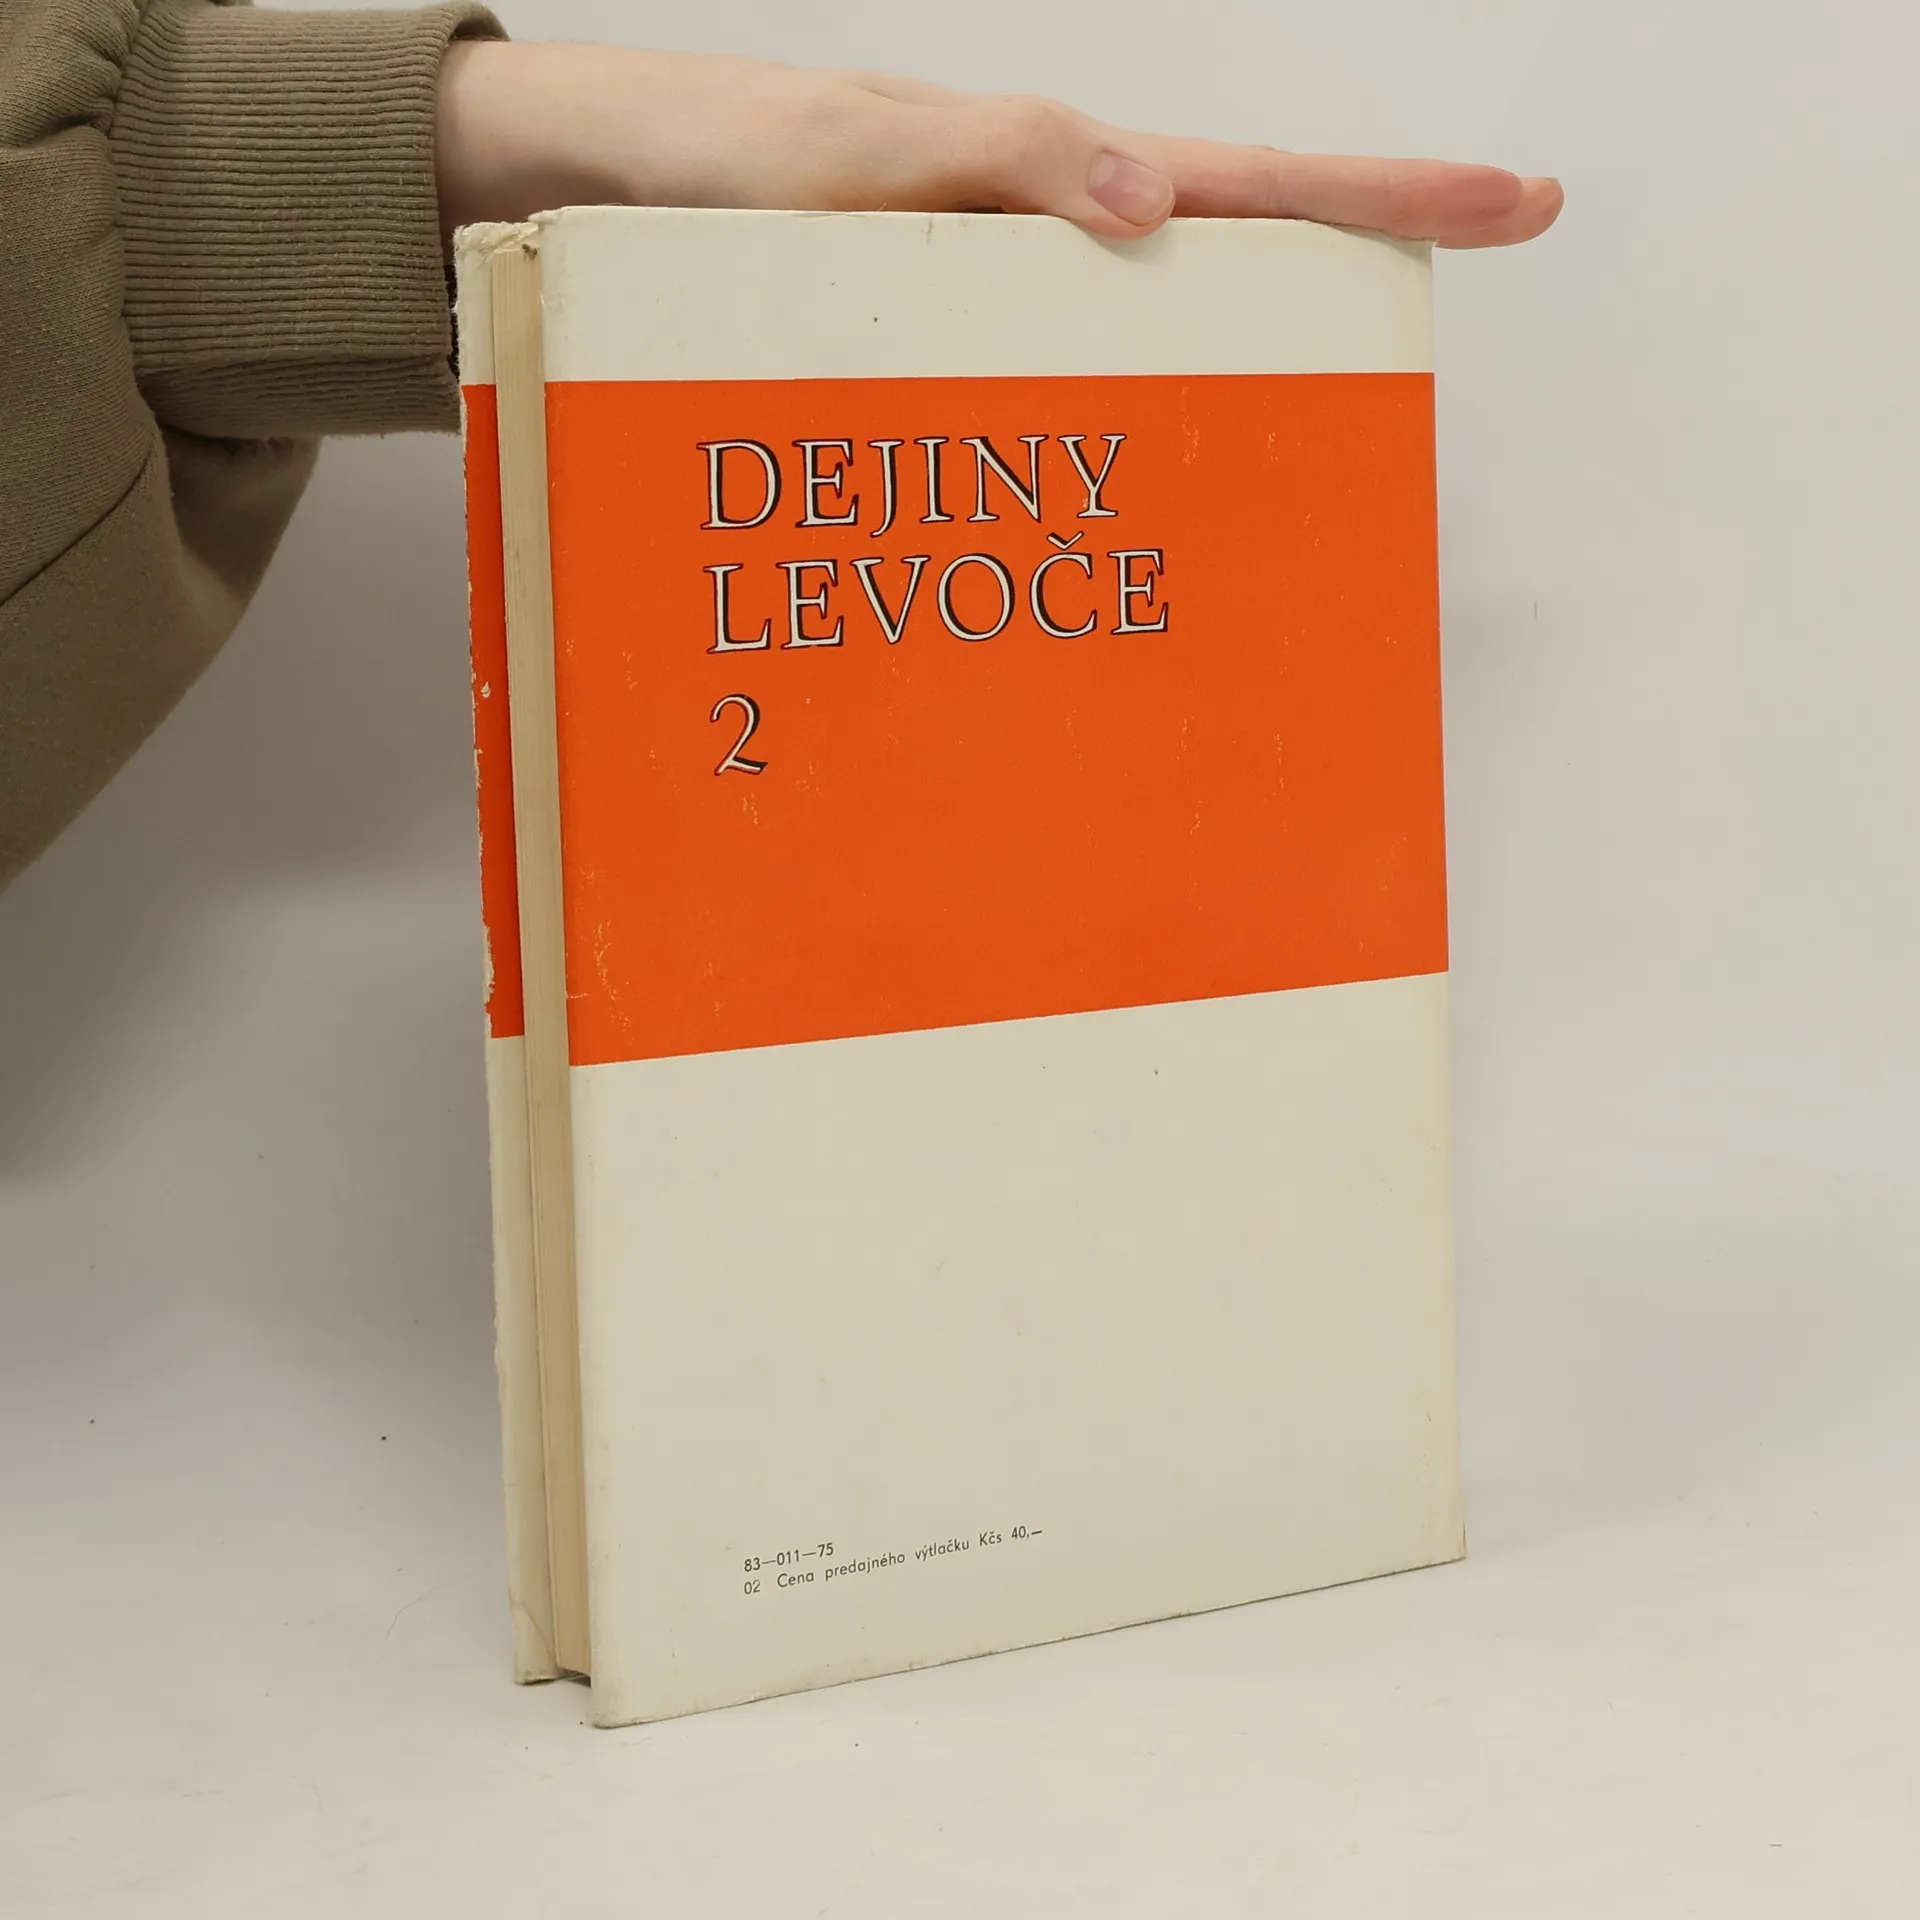 DEJINY
LEVOČE
2
83—011—75
02 Cena predajného výtlačku Kčs 40,—